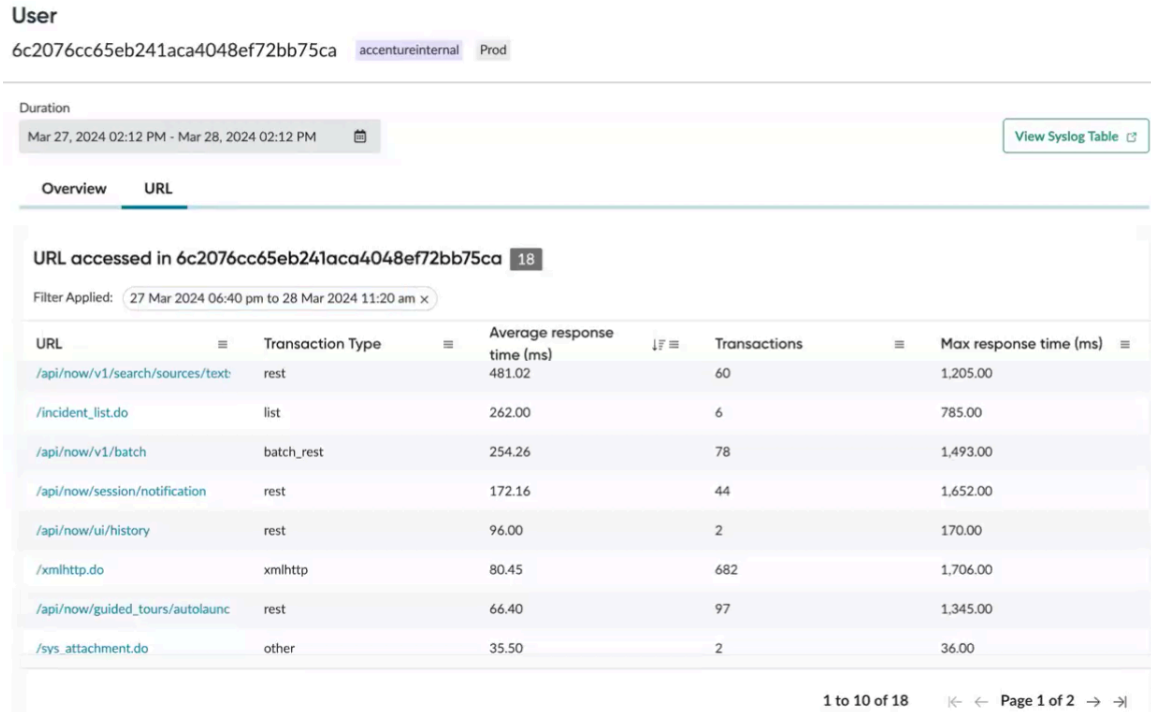 User
6c2076cc65eb241aca4048ef72bb75ca accentureinternal Prod
Duration
Mar 27, 2024 02:12 PM - Mar 28, 2024 02:12 PM
View Syslog Table
Overview URL
URL accessed in 6c2076cc65eb241aca4048ef72bb75ca 18
Filter Applied: 27 Mar 2024 06:40 pm to 28 Mar 2024 11:20 am ×
URL Transaction Type Average response time (ms) Transactions Max response time (ms)
/api/now/v1/search/sources/text rest 481.02 60 1,205.00
/incident_list.do list 262.00 6 785.00
/api/now/v1/batch batch_rest 254.26 78 1,493.00
/api/now/session/notification rest 172.16 44 1,652.00
/api/now/ui/history rest 96.00 2 170.00
/xmlhttp.do xmlhttp 80.45 682 1,706.00
/api/now/guided_tours/autolaunc rest 66.40 97 1,345.00
/sys_attachment.do other 35.50 2 36.00
1 to 10 of 18 Page 1 of 2